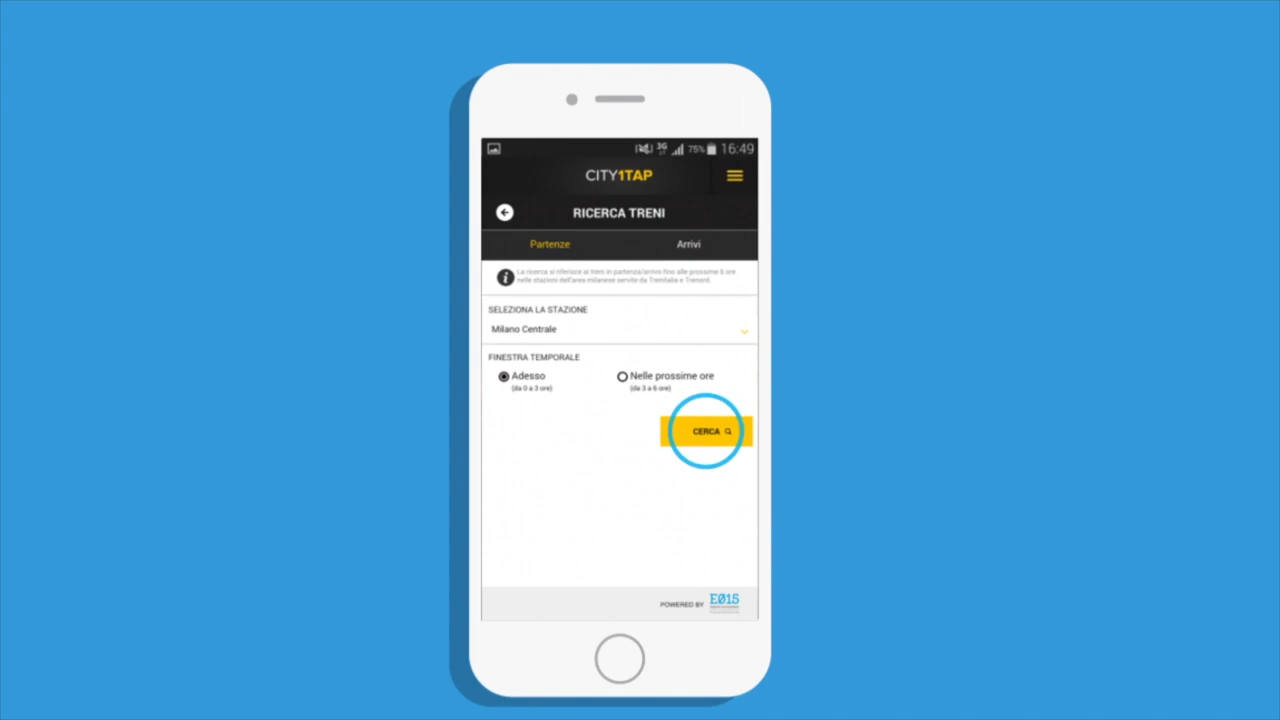 3G 75% 16:49
CITY1TAP
RICERCA TRENI
Partenze Arrivi
La ricerca si riferisce ai treni in partenza/arrivo fino alle prossime 6 ore
nelle stazioni dell'area milanese servite da Trenitalia e Trenord.
SELEZIONA LA STAZIONE
Milano Centrale
FINESTRA TEMPORALE
Adesso Nelle prossime ore
(da 0 a 3 ore) (da 3 a 6 ore)
CERCA
POWERED BY E015